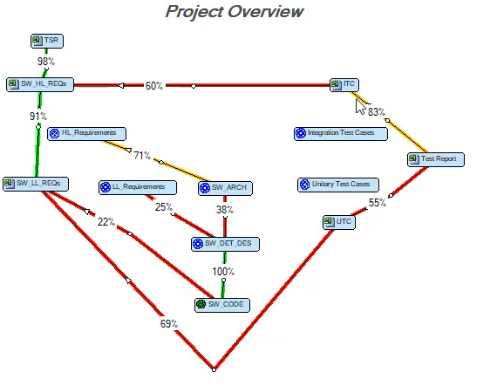 Project Overview
TSR
98%
SW_HL_REQs
60%
ITC
91%
83%
HL_Requirements
Integration Test Cases
71%
Test Report
SW_LL_REQs
LL_Requirements
SW_ARCH
Unitary Test Cases
25%
38%
55%
22%
UTC
SW_DET_DES
100%
SW_CODE
69%